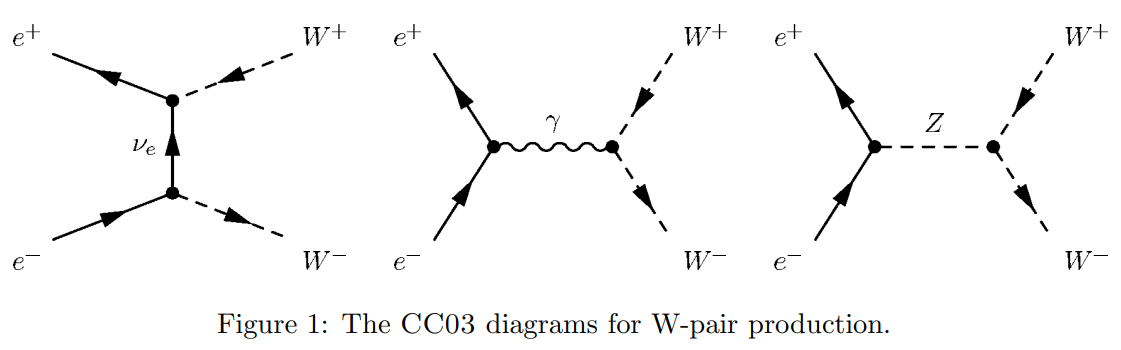 e+ W+ e+ W+ e+ W+
νe γ Z
e− W− e− W− e− W−
Figure 1: The CC03 diagrams for W-pair production.